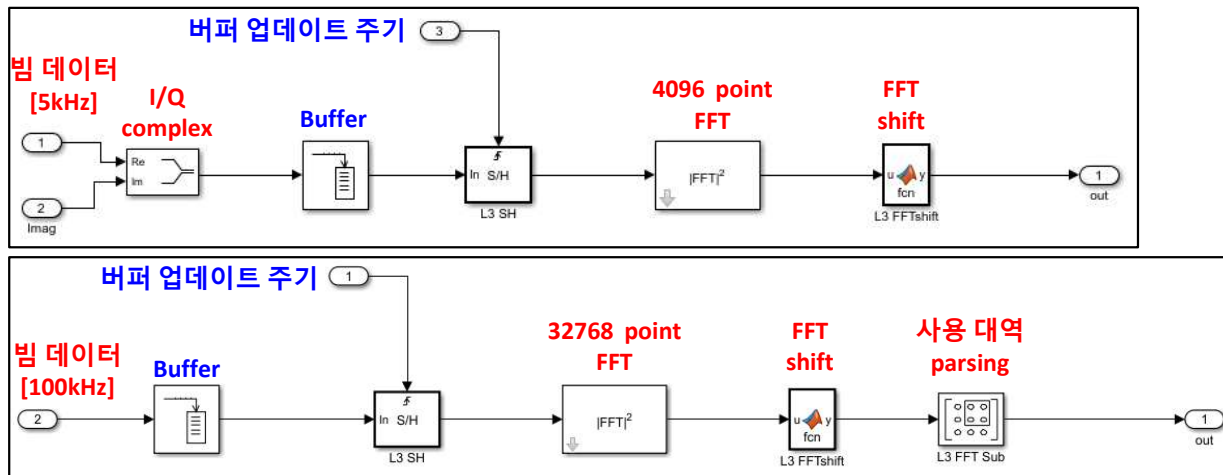 버퍼 업데이트 주기
3
빔 데이터
[5kHz]
I/Q
complex
Buffer
4096 point
FFT
FFT
shift
1
2
Imag
Re
Im
In
S/H
L3 SH
|FFT|²
u
y
fcn
L3 FFTshift
1
out
버퍼 업데이트 주기
1
빔 데이터
[100kHz]
Buffer
32768 point
FFT
FFT
shift
사용 대역
parsing
2
In
S/H
L3 SH
|FFT|²
u
y
fcn
L3 FFTshift
L3 FFT Sub
1
out